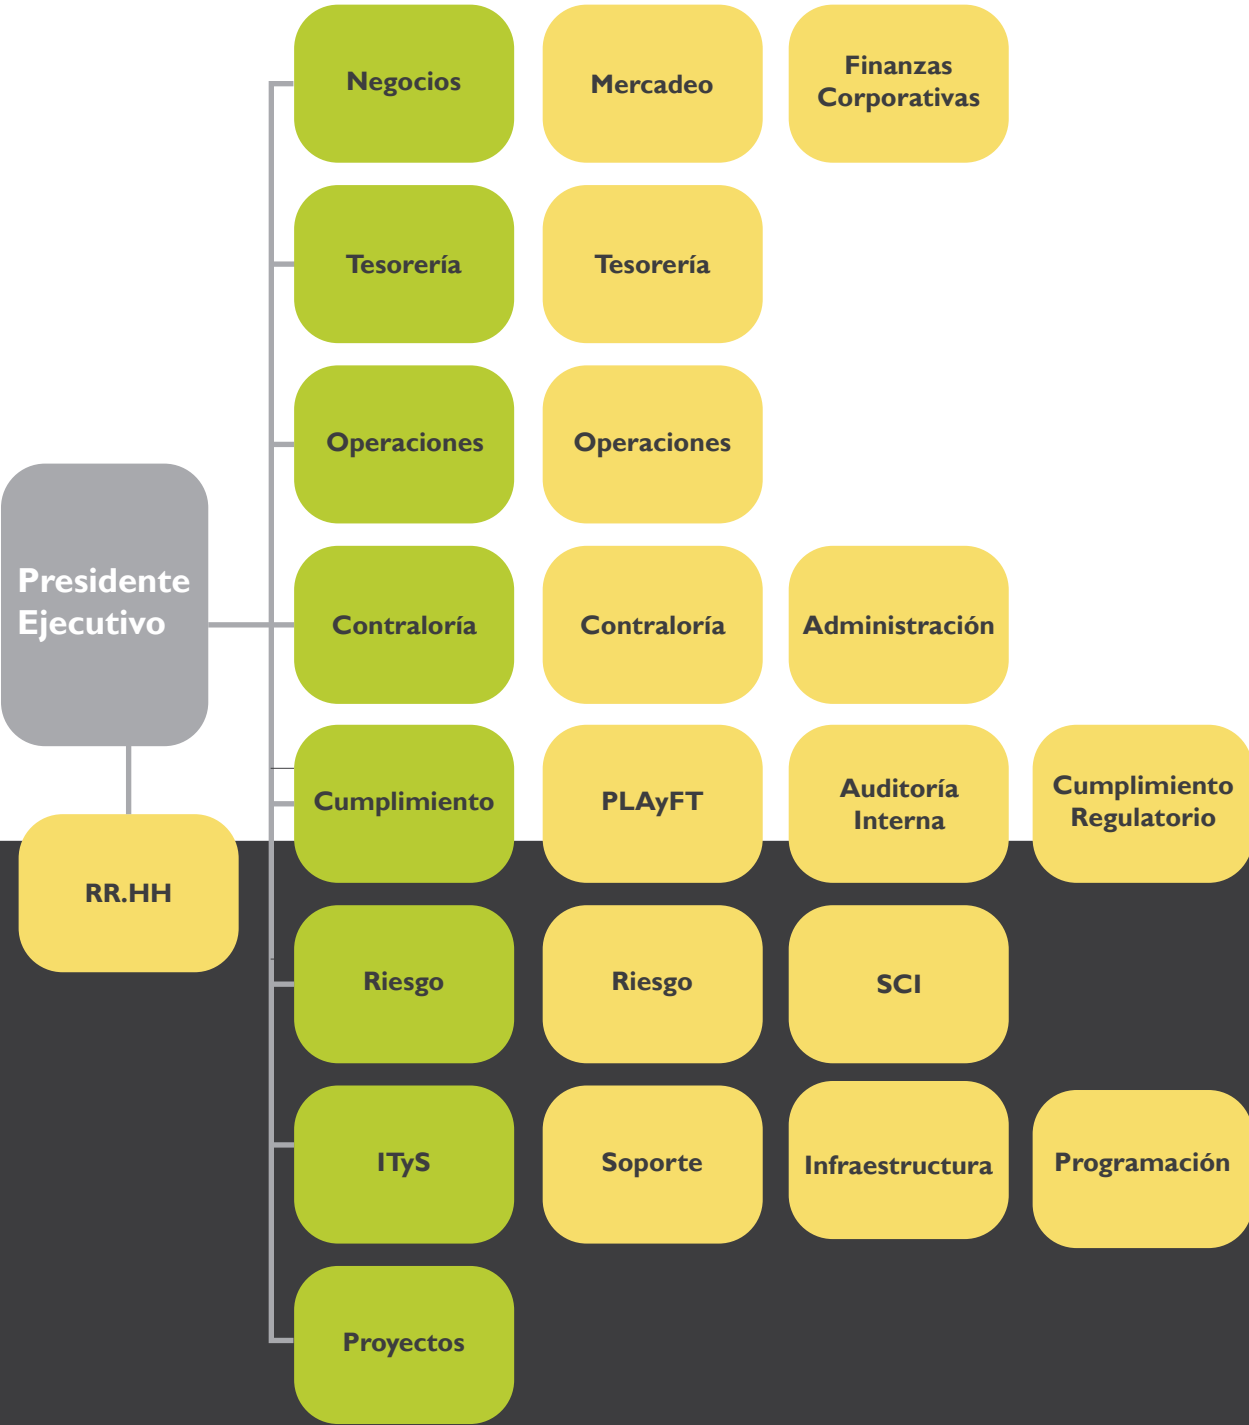 Negocios
Mercadeo
Finanzas
Corporativas
Tesorería
Tesorería
Operaciones
Operaciones
Presidente
Ejecutivo
Contraloría
Contraloría
Administración
Cumplimiento
PLAyFT
Auditoría
Interna
Cumplimiento
Regulatorio
RR.HH
Riesgo
Riesgo
SCI
ITyS
Soporte
Infraestructura
Programación
Proyectos